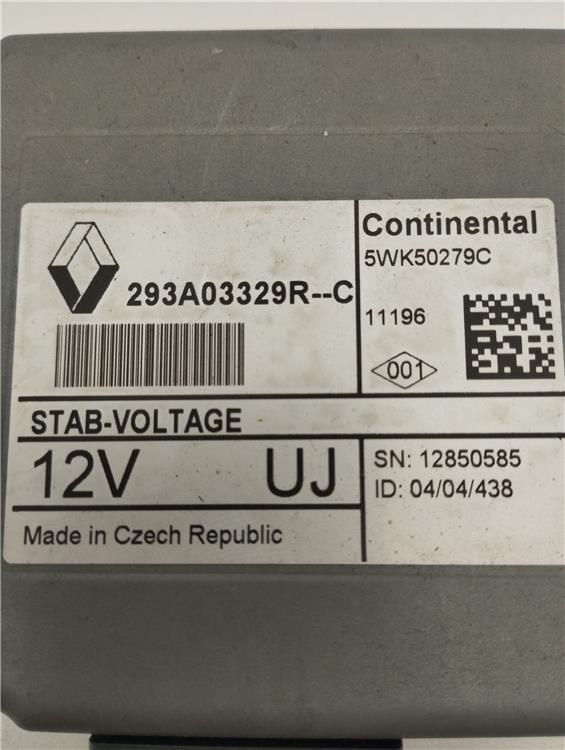 293A03329R--C
Continental
5WK50279C
11196
001
STAB-VOLTAGE
12V UJ
Made in Czech Republic
SN: 12850585
ID: 04/04/438